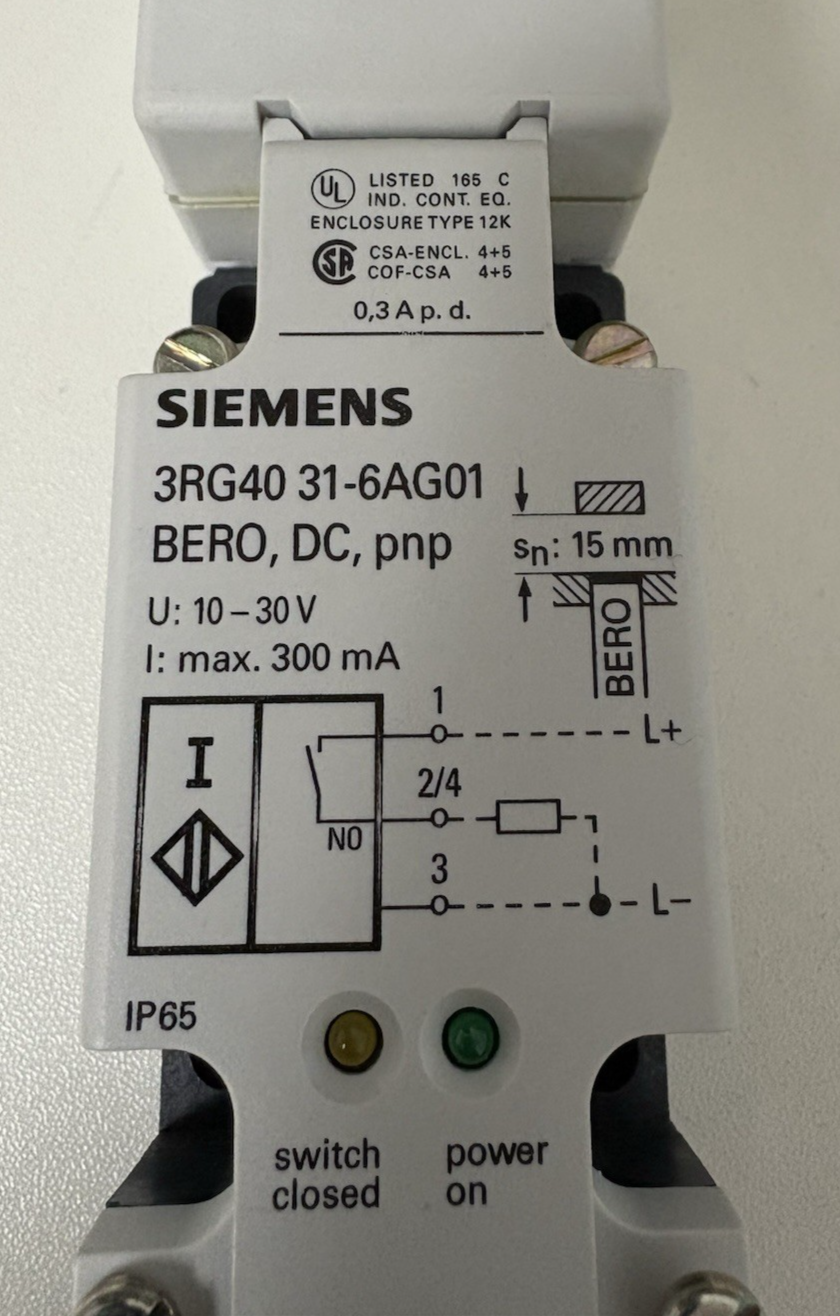 UL LISTED 165 C
IND. CONT. EQ.
ENCLOSURE TYPE 12K
SA CSA-ENCL. 4+5
COF-CSA 4+5
0,3 A p. d.
SIEMENS
3RG40 31-6AG01
BERO, DC, pnp
sn: 15 mm
BERO
U: 10 – 30 V
I: max. 300 mA
1
L+
I
2/4
NO
3
L–
IP65
switch closed
power on